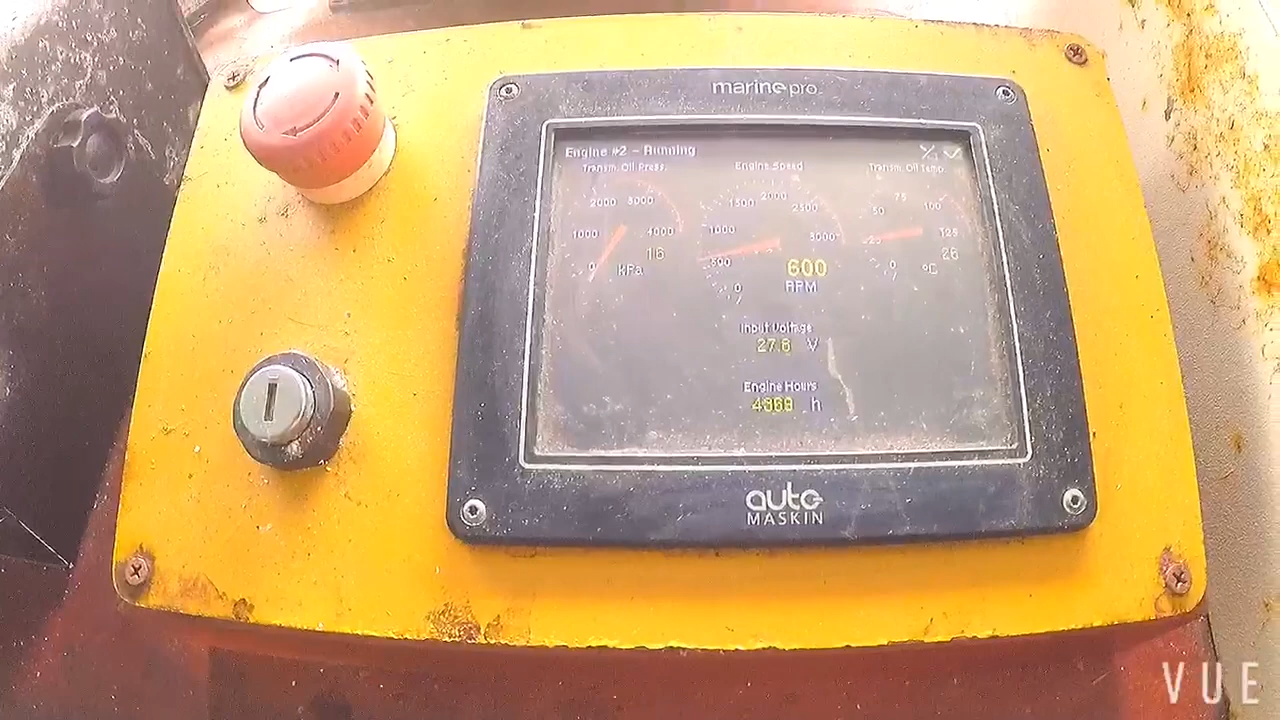 marine pro
Engine #2 - Running
Transm. Oil Press.
Engine Speed
Transm. Oil Temp.
0 1000 2000 3000 4000
16
kPa
0 500 1000 1500 2000 2500 3000
600
RPM
0 25 50 75 100 125
26
°C
Input Voltage
27.6 V
Engine Hours
4369 h
auto
MASKIN
VUE